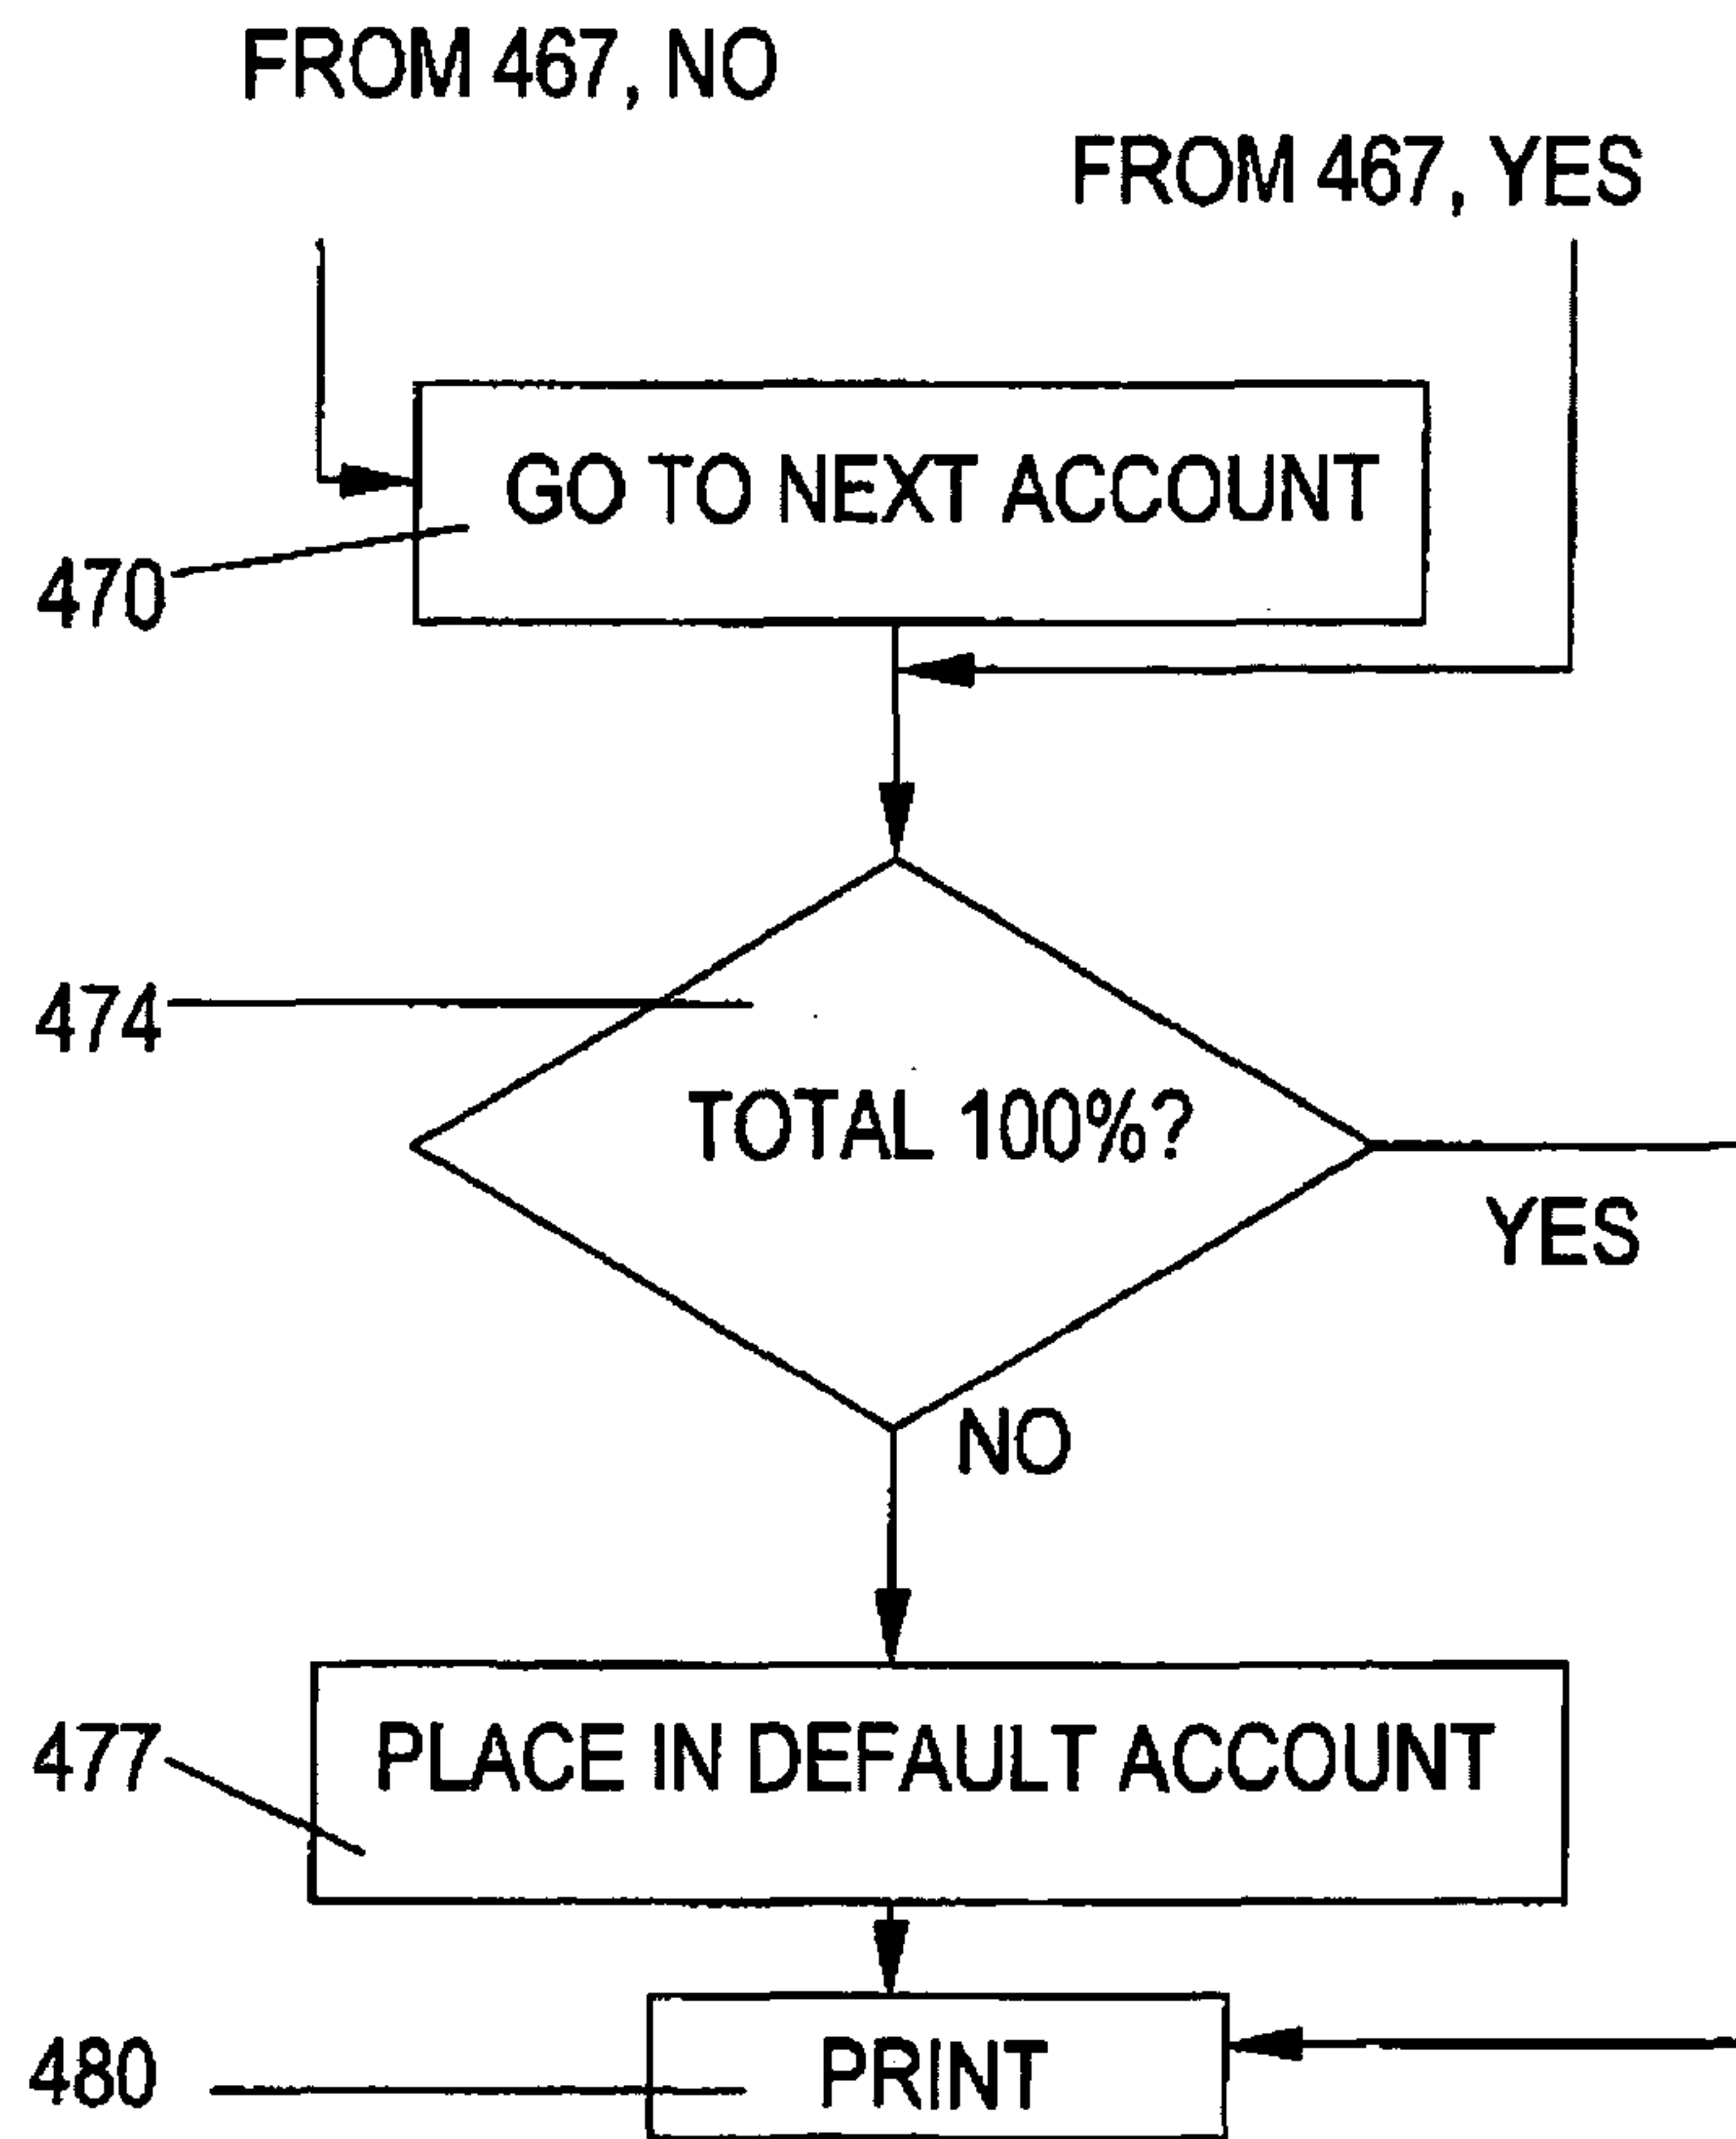 FROM 467, NO
FROM 467, YES
GO TO NEXT ACCOUNT
470
474
TOTAL 100%?
YES
NO
477
PLACE IN DEFAULT ACCOUNT
480
PRINT